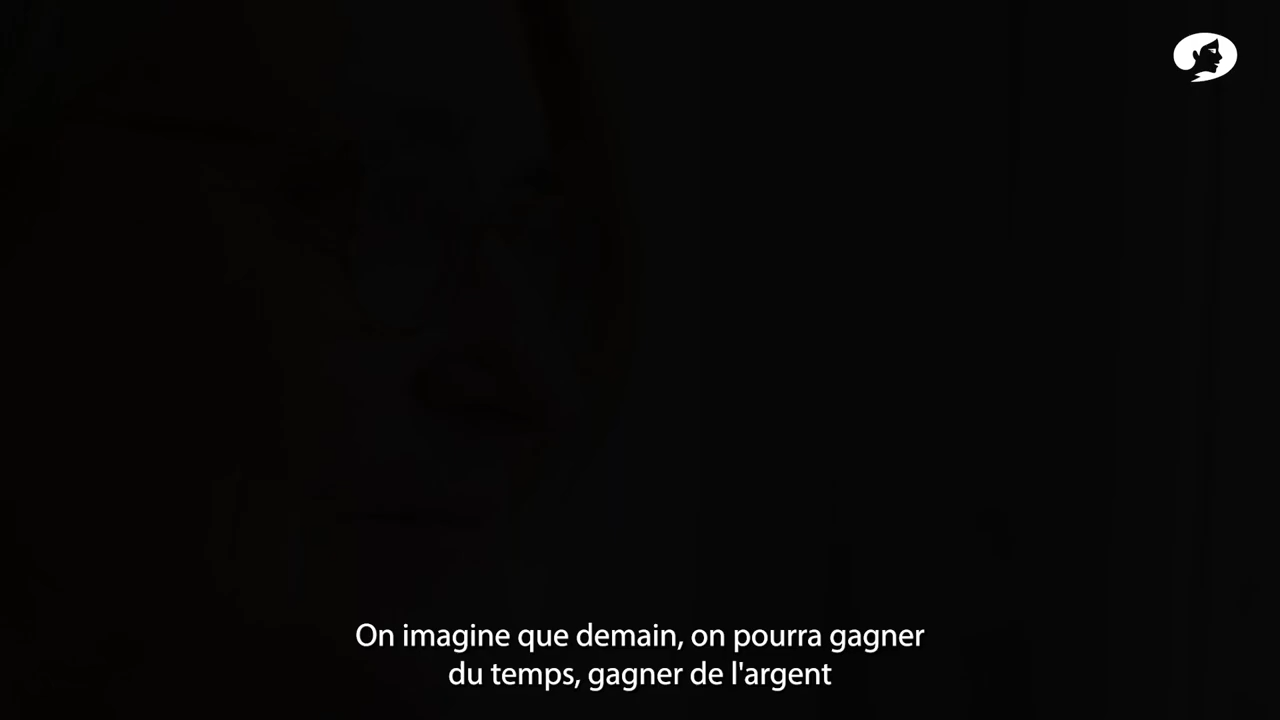 On imagine que demain, on pourra gagner
du temps, gagner de l'argent